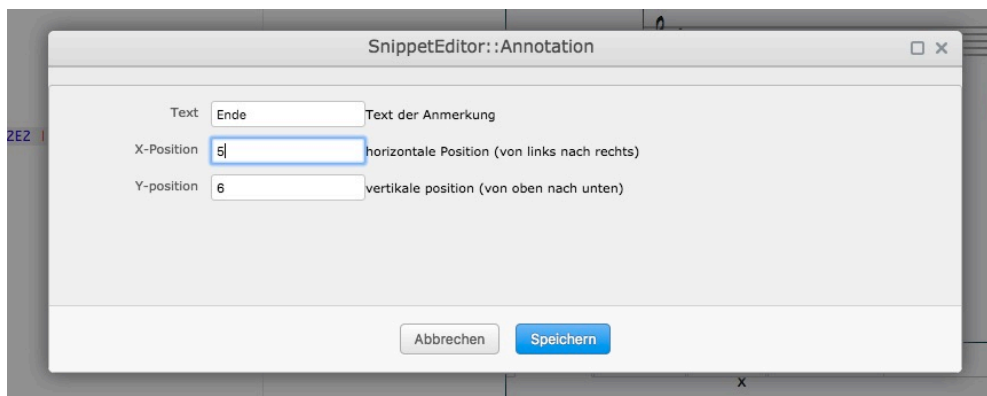 SnippetEditor::Annotation
Text Ende Text der Anmerkung
2E2 |
X-Position 5 horizontale Position (von links nach rechts)
Y-position 6 vertikale position (von oben nach unten)
Abbrechen Speichern
x